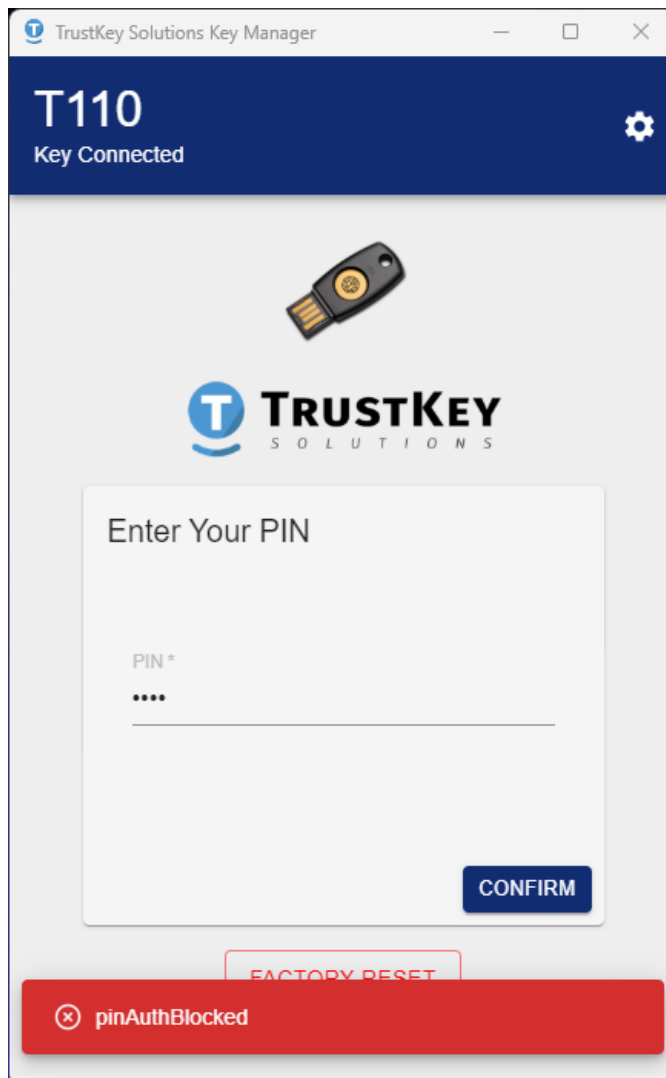 TrustKey Solutions Key Manager
T110
Key Connected
TRUSTKEY
SOLUTIONS
Enter Your PIN
PIN *
••••
CONFIRM
FACTORY RESET
pinAuthBlocked